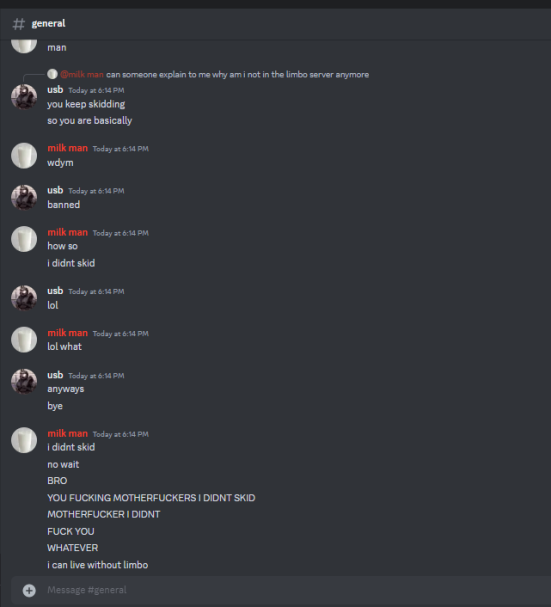 # general
man
@milk man can someone explain to me why am i not in the limbo server anymore
usb Today at 6:14 PM
you keep skidding
so you are basically
milk man Today at 6:14 PM
wdym
usb Today at 6:14 PM
banned
milk man Today at 6:14 PM
how so
i didnt skid
usb Today at 6:14 PM
lol
milk man Today at 6:14 PM
lol what
usb Today at 6:14 PM
anyways
bye
milk man Today at 6:14 PM
i didnt skid
no wait
BRO
YOU FUCKING MOTHERFUCKERS I DIDNT SKID
MOTHERFUCKER I DIDNT
FUCK YOU
WHATEVER
i can live without limbo
Message #general